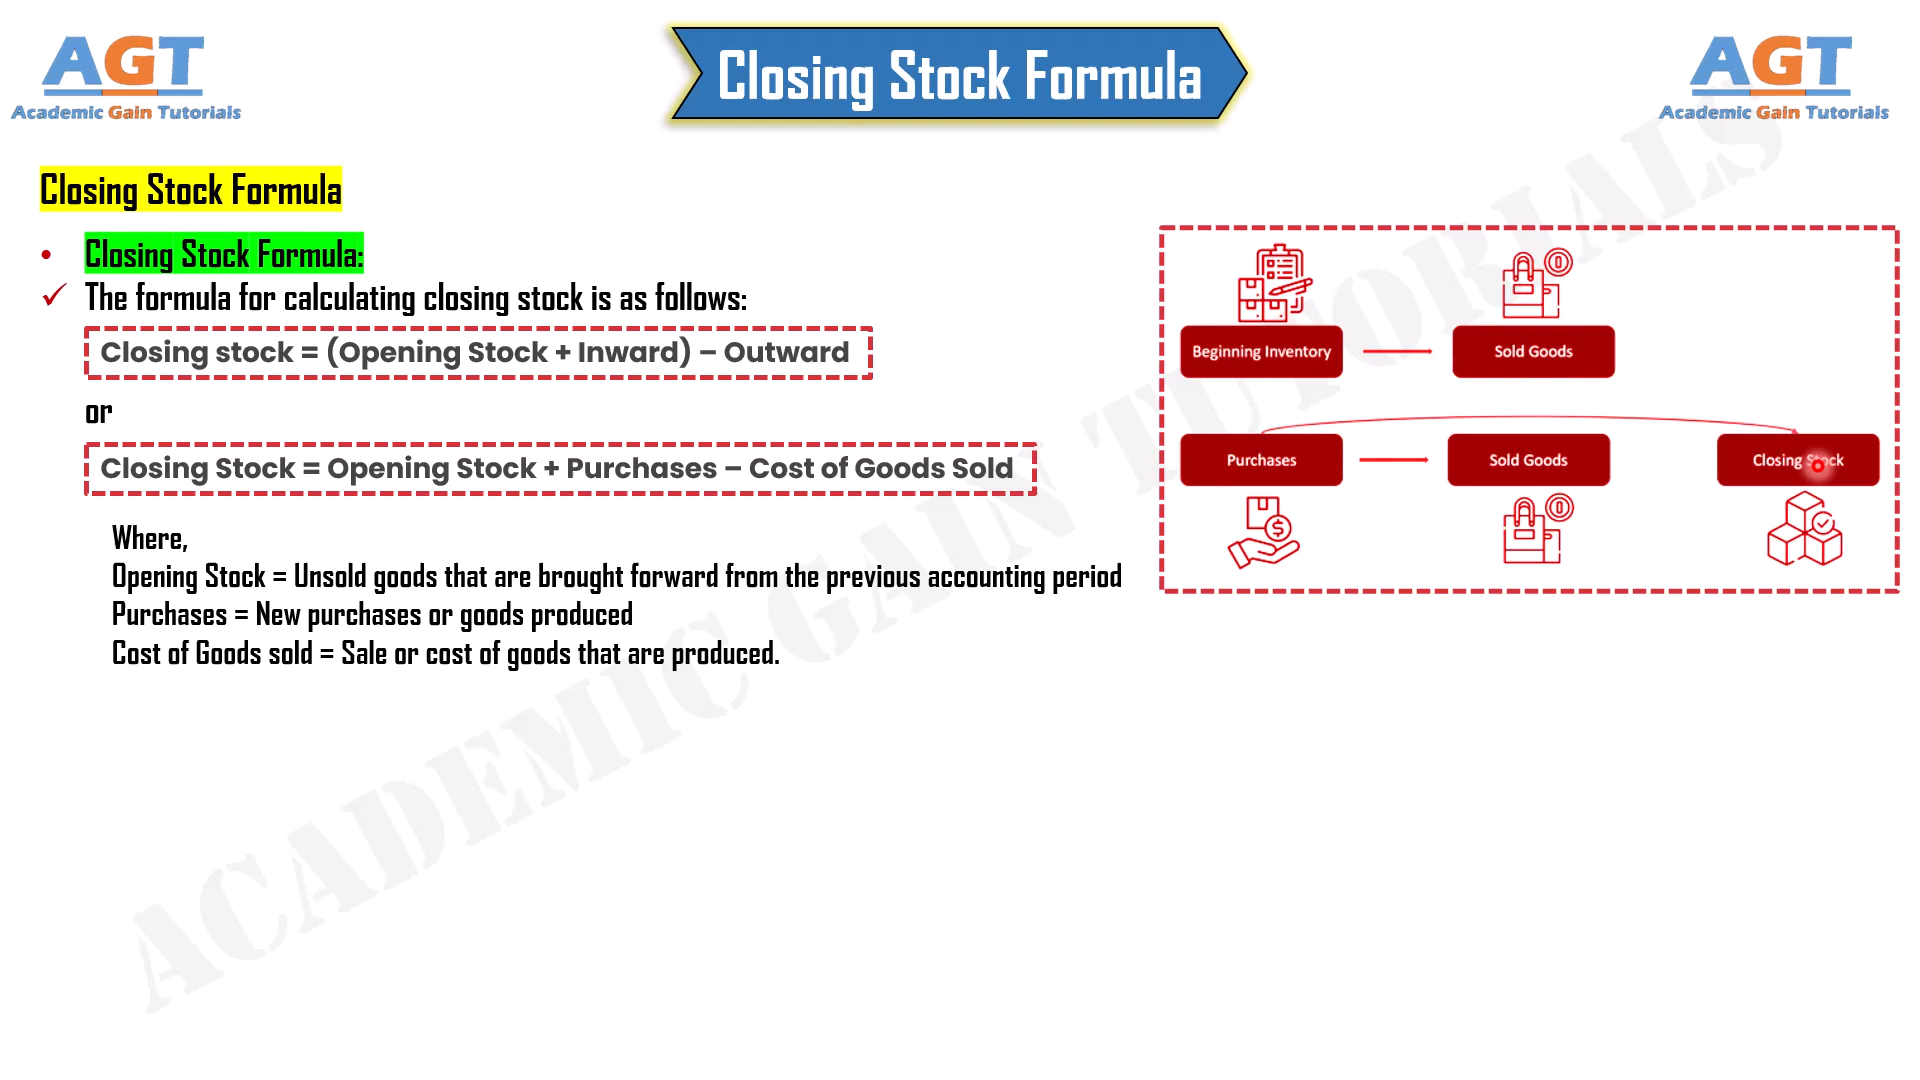 AGT
Academic Gain Tutorials
Closing Stock Formula
AGT
Academic Gain Tutorials
Closing Stock Formula
• Closing Stock Formula:
✓ The formula for calculating closing stock is as follows:
Closing stock = (Opening Stock + Inward) – Outward
or
Closing Stock = Opening Stock + Purchases – Cost of Goods Sold
Where,
Opening Stock = Unsold goods that are brought forward from the previous accounting period
Purchases = New purchases or goods produced
Cost of Goods sold = Sale or cost of goods that are produced.
Beginning Inventory
Sold Goods
Purchases
Sold Goods
Closing Stock
ACADEMIC GAIN TUTORIALS